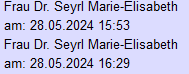 Frau Dr. Seyrl Marie-Elisabeth
am: 28.05.2024 15:53
Frau Dr. Seyrl Marie-Elisabeth
am: 28.05.2024 16:29